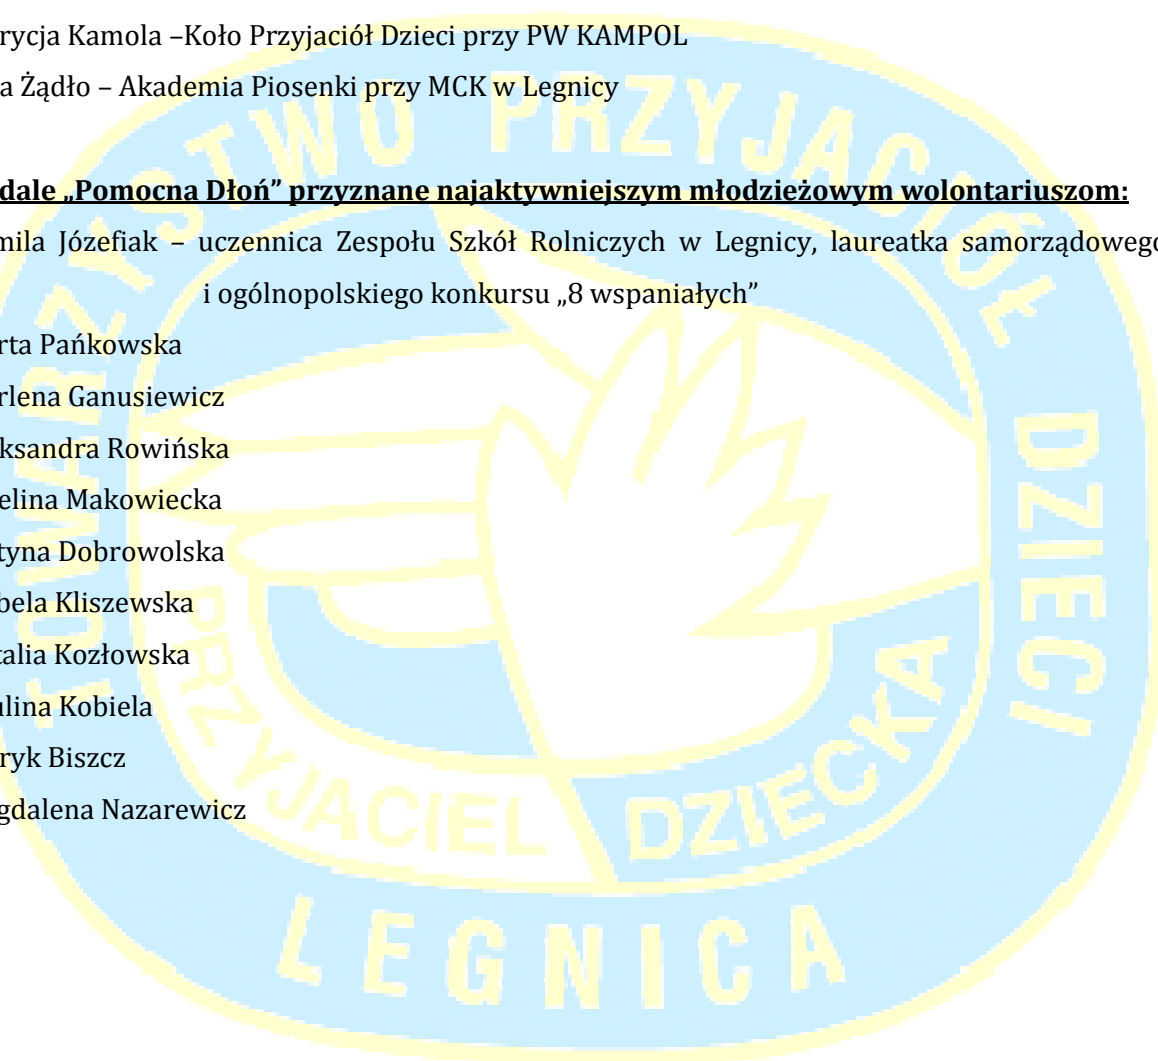 rycja Kamola –Koło Przyjaciół Dzieci przy PW KAMPOL
a Żądło – Akademia Piosenki przy MCK w Legnicy
dale „Pomocna Dłoń” przyznane najaktywniejszym młodzieżowym wolontariuszom:
mila Józefiak – uczennica Zespołu Szkół Rolniczych w Legnicy, laureatka samorządowego
i ogólnopolskiego konkursu „8 wspaniałych”
rta Pańkowska
rlena Ganusiewicz
ksandra Rowińska
elina Makowiecka
tyna Dobrowolska
bela Kliszewska
talia Kozłowska
ulina Kobiela
ryk Biszcz
gdalena Nazarewicz
TOWARZYSTWO PRZYJACIÓŁ DZIECI
PRZYJACIEL DZIECKA
LEGNICA